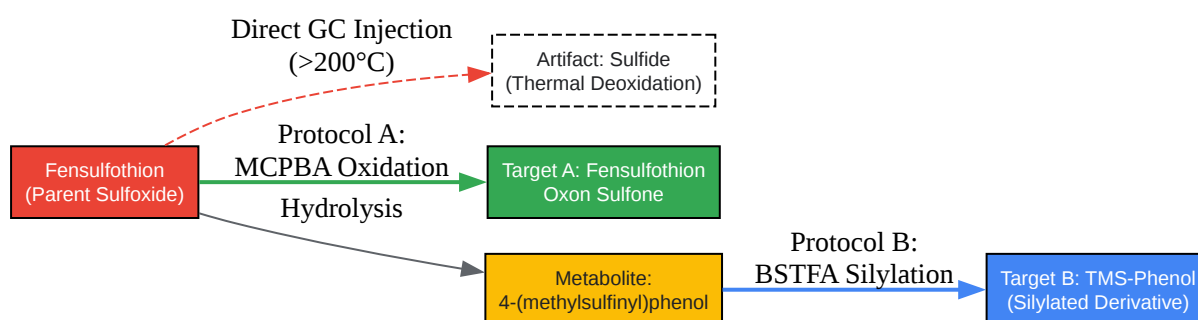 Direct GC Injection
(>200°C)
Artifact: Sulfide
(Thermal Deoxidation)
Protocol A:
MCPBA Oxidation
Fensulfothion
(Parent Sulfoxide)
Target A: Fensulfothion
Oxon Sulfone
Hydrolysis
Metabolite:
4-(methylsulfinyl)phenol
Protocol B:
BSTFA Silylation
Target B: TMS-Phenol
(Silylated Derivative)